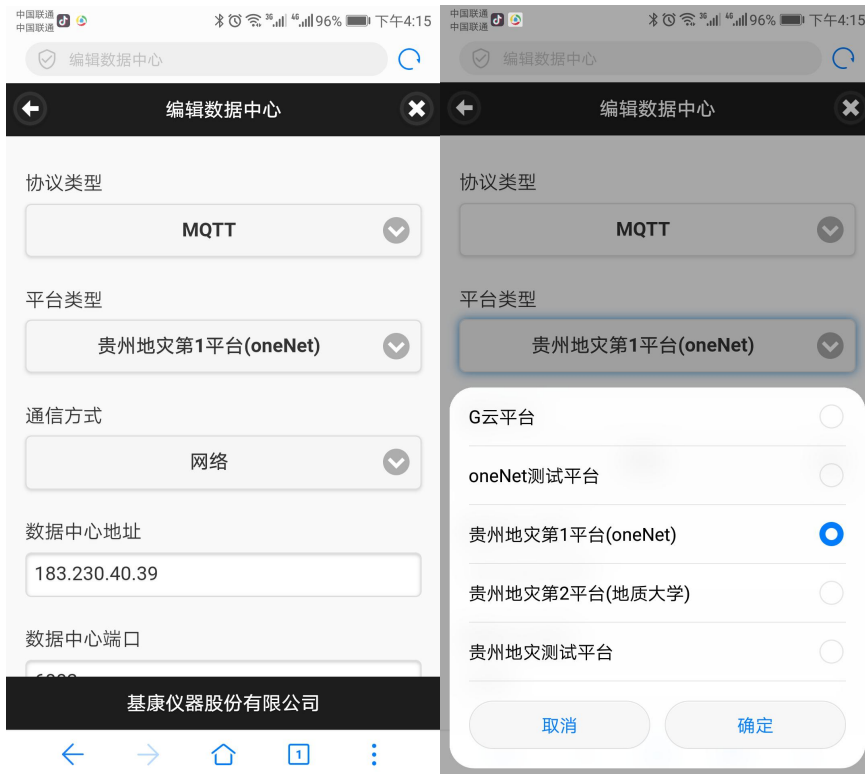 中国联通
中国联通
36 46 96% 下午4:15
编辑数据中心
编辑数据中心
协议类型
MQTT
平台类型
贵州地灾第1平台(oneNet)
通信方式
网络
数据中心地址
183.230.40.39
数据中心端口
基康仪器股份有限公司
1
中国联通
中国联通
36 46 96% 下午4:15
编辑数据中心
编辑数据中心
协议类型
MQTT
平台类型
贵州地灾第1平台(oneNet)
G云平台
oneNet测试平台
贵州地灾第1平台(oneNet)
贵州地灾第2平台(地质大学)
贵州地灾测试平台
取消 确定